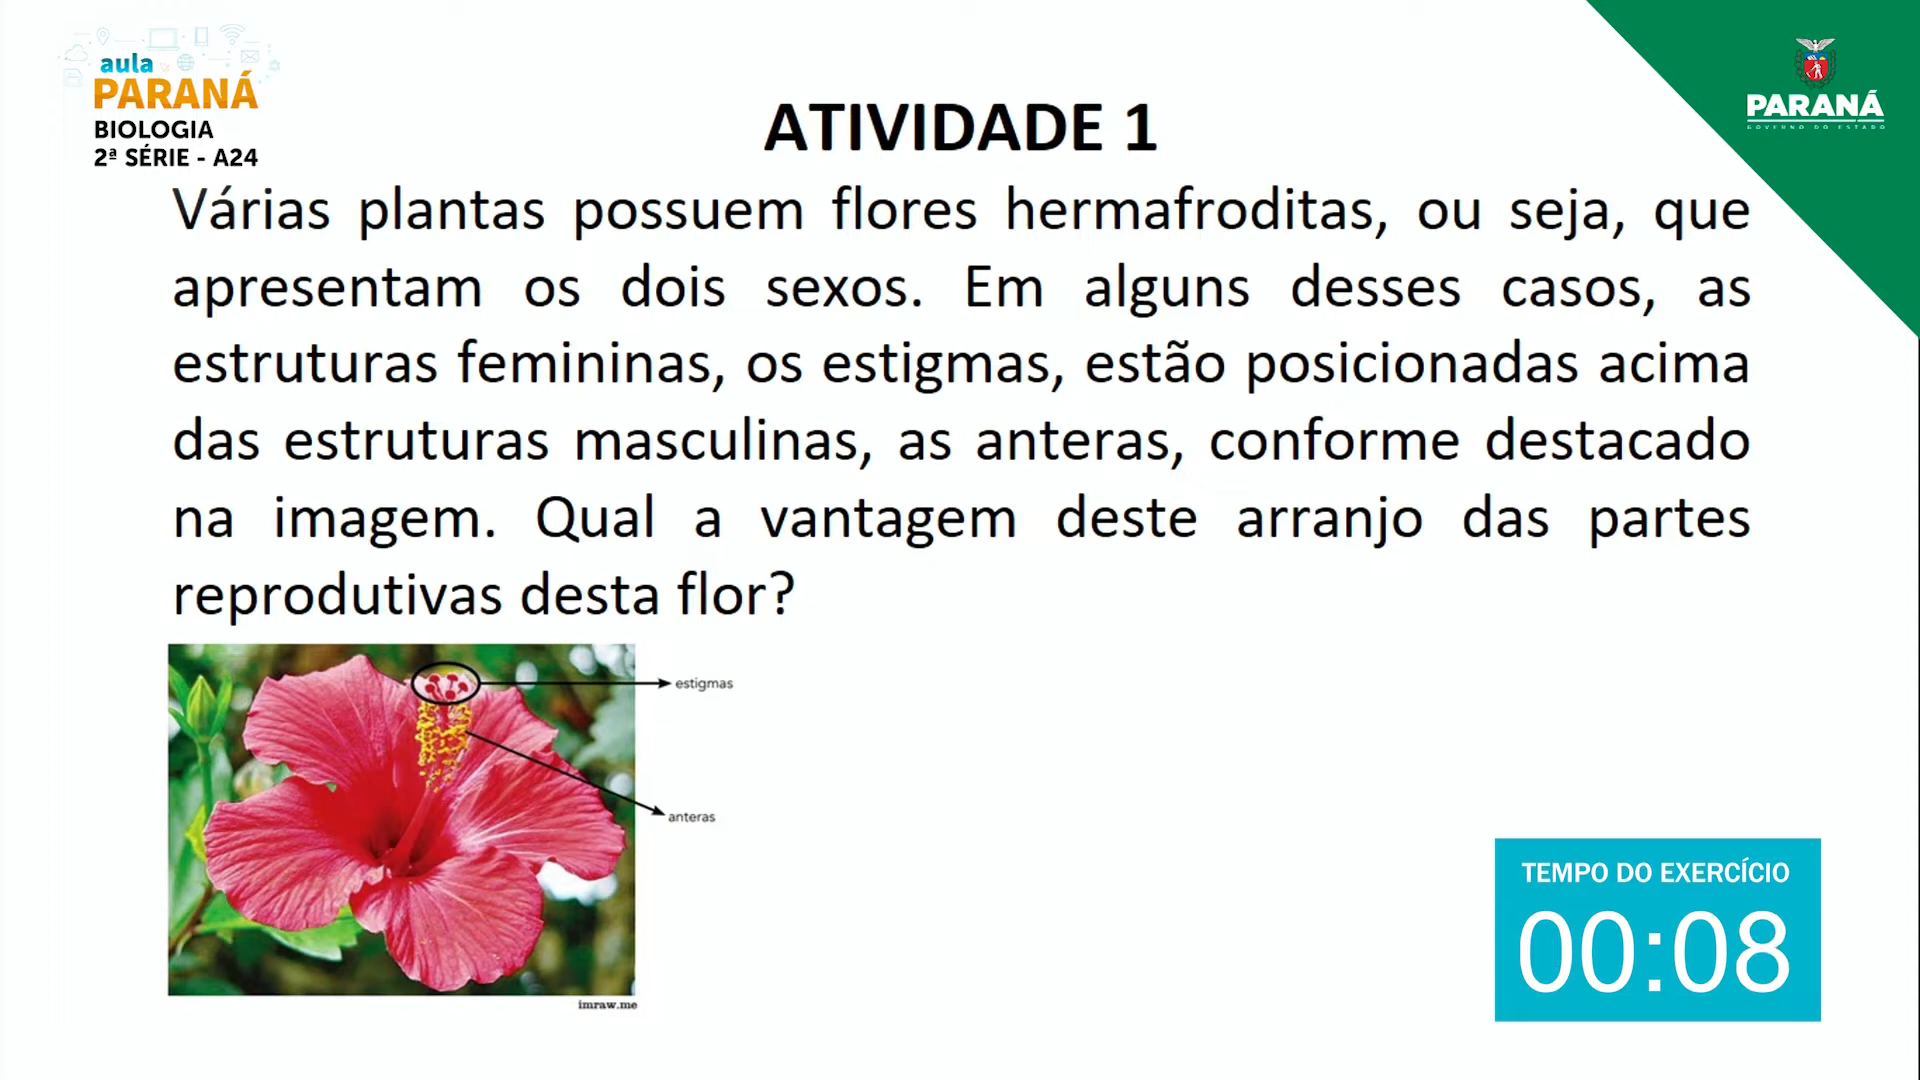 aula
PARANÁ
BIOLOGIA
2ª SÉRIE - A24
PARANÁ
GOVERNO DO ESTADO
ATIVIDADE 1
Várias plantas possuem flores hermafroditas, ou seja, que
apresentam os dois sexos. Em alguns desses casos, as
estruturas femininas, os estigmas, estão posicionadas acima
das estruturas masculinas, as anteras, conforme destacado
na imagem. Qual a vantagem deste arranjo das partes
reprodutivas desta flor?
estigmas
anteras
imraw.me
TEMPO DO EXERCÍCIO
00:08